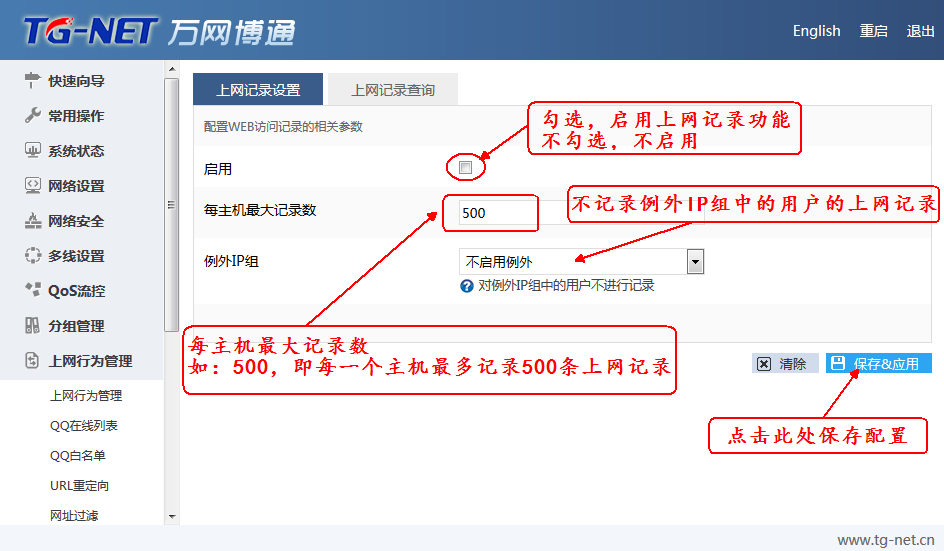 TG-NET 万网博通
English 重启 退出
快速向导
常用操作
系统状态
网络设置
网络安全
多线设置
QoS流控
分组管理
上网行为管理
上网行为管理
QQ在线列表
QQ白名单
URL重定向
网址过滤
上网记录设置 上网记录查询
配置WEB访问记录的相关参数
勾选，启用上网记录功能
不勾选，不启用
启用
每主机最大记录数 500
不记录例外IP组中的用户的上网记录
例外IP组 不启用例外
对例外IP组中的用户不进行记录
每主机最大记录数
如：500，即每一个主机最多记录500条上网记录
清除 保存&应用
点击此处保存配置
www.tg-net.cn